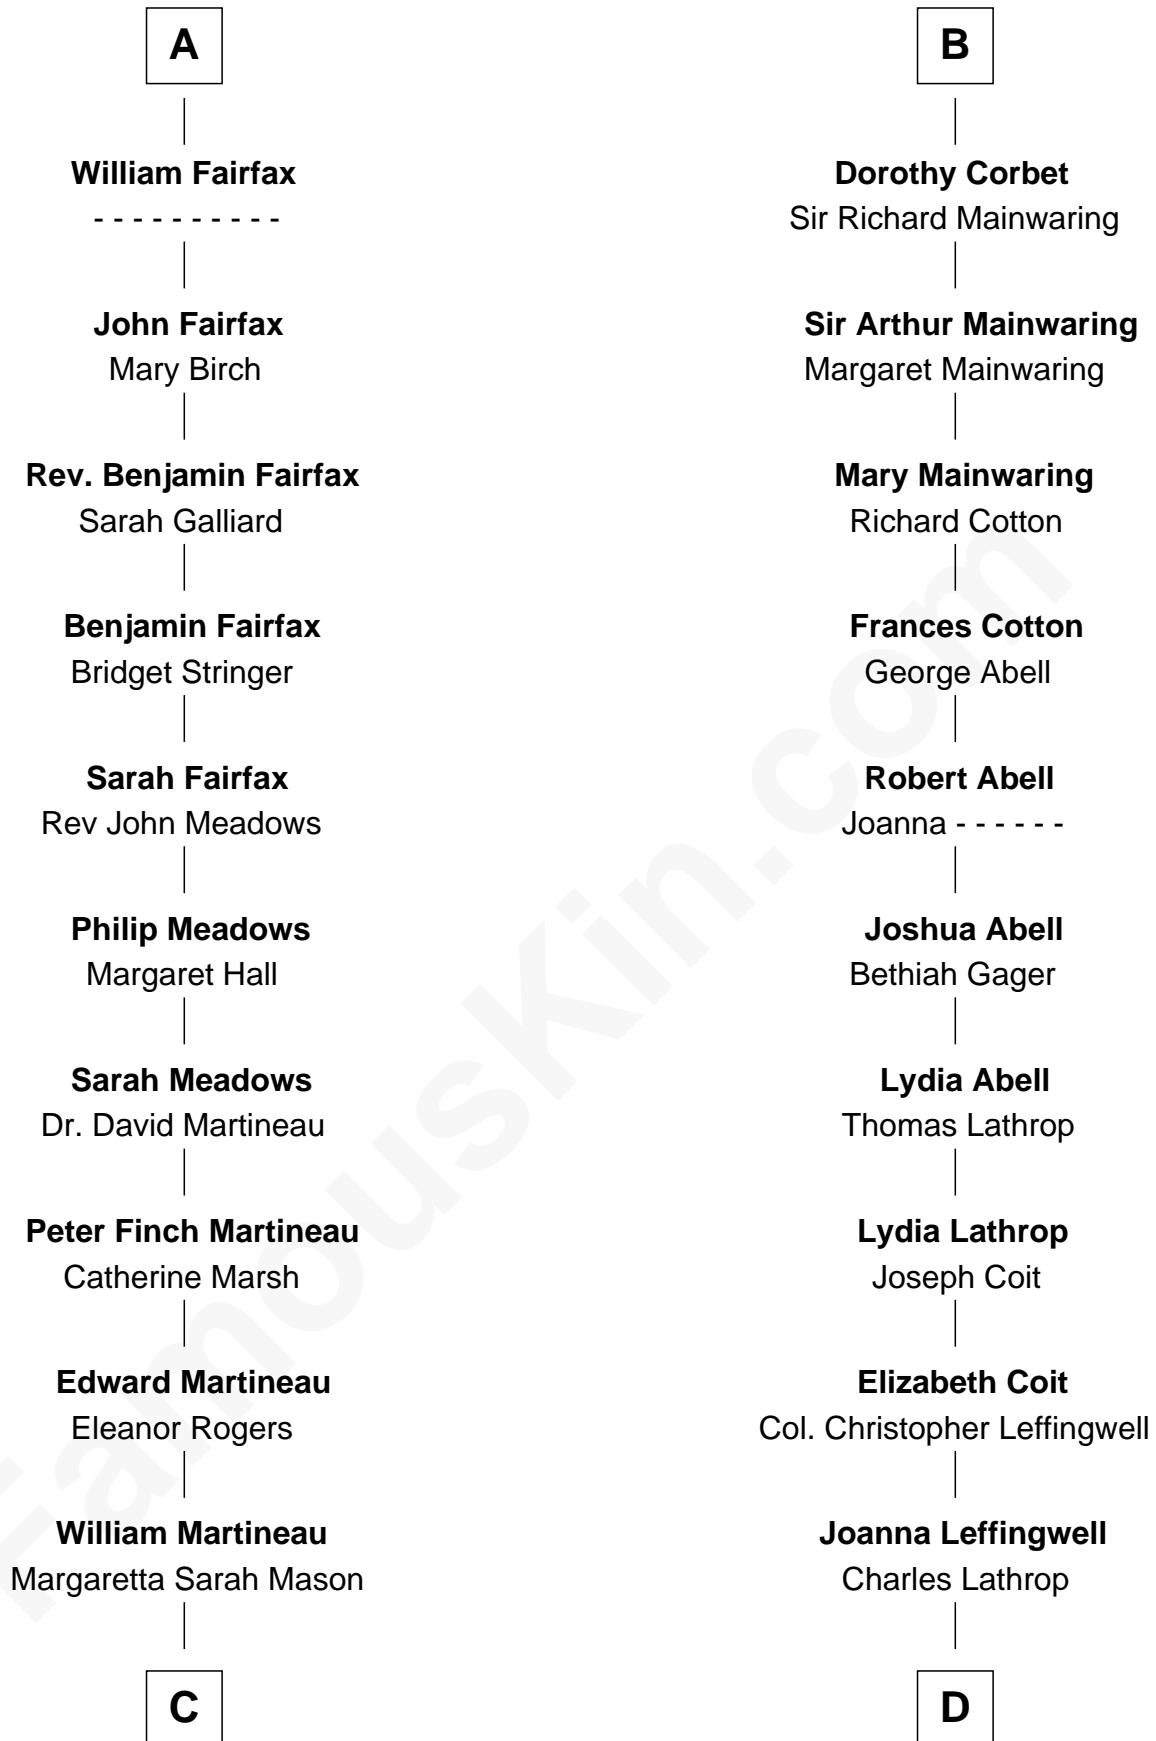 A
William Fairfax
- - - - - - - - - -
John Fairfax
Mary Birch
Rev. Benjamin Fairfax
Sarah Galliard
Benjamin Fairfax
Bridget Stringer
Sarah Fairfax
Rev John Meadows
Philip Meadows
Margaret Hall
Sarah Meadows
Dr. David Martineau
Peter Finch Martineau
Catherine Marsh
Edward Martineau
Eleanor Rogers
William Martineau
Margaretta Sarah Mason
C
B
Dorothy Corbet
Sir Richard Mainwaring
Sir Arthur Mainwaring
Margaret Mainwaring
Mary Mainwaring
Richard Cotton
Frances Cotton
George Abell
Robert Abell
Joanna - - - - - -
Joshua Abell
Bethiah Gager
Lydia Abell
Thomas Lathrop
Lydia Lathrop
Joseph Coit
Elizabeth Coit
Col. Christopher Leffingwell
Joanna Leffingwell
Charles Lathrop
D
FamousKin.com